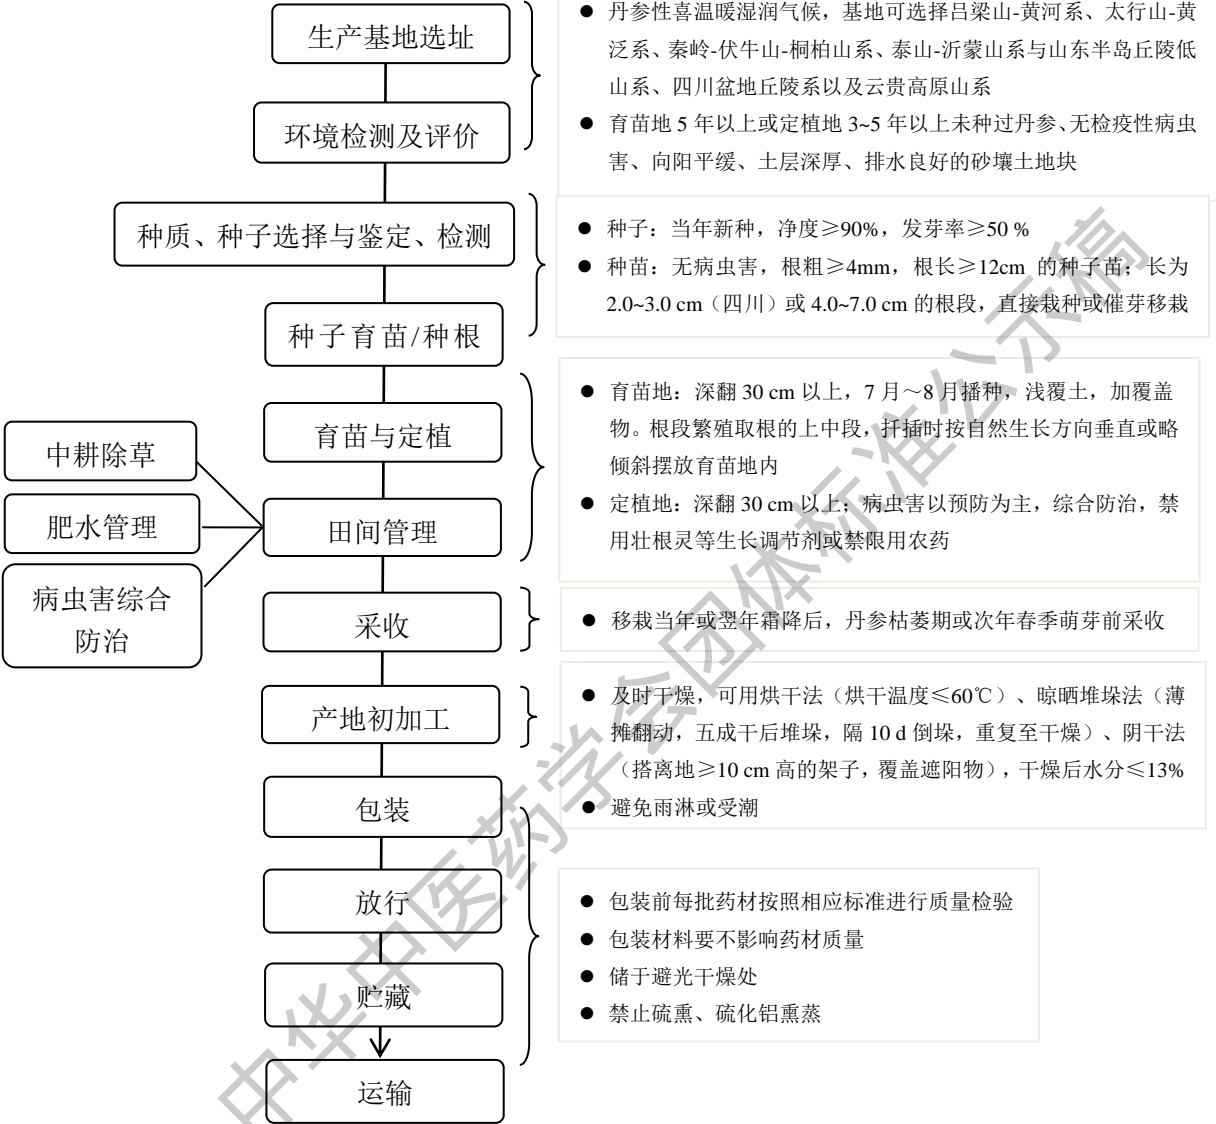 生产基地选址
环境检测及评价
● 丹参性喜温暖湿润气候，基地可选择吕梁山-黄河系、太行山-黄
泛系、秦岭-伏牛山-桐柏山系、泰山-沂蒙山系与山东半岛丘陵低
山系、四川盆地丘陵系以及云贵高原山系
● 育苗地 5 年以上或定植地 3~5 年以上未种过丹参、无检疫性病虫
害、向阳平缓、土层深厚、排水良好的砂壤土地块
种质、种子选择与鉴定、检测
种子育苗/种根
● 种子：当年新种，净度≥90%，发芽率≥50 %
● 种苗：无病虫害，根粗≥4mm，根长≥12cm 的种子苗；长为
2.0~3.0 cm（四川）或 4.0~7.0 cm 的根段，直接栽种或催芽移栽
育苗与定植
中耕除草
肥水管理
病虫害综合
防治
田间管理
● 育苗地：深翻 30 cm 以上，7 月～8 月播种，浅覆土，加覆盖
物。根段繁殖取根的上中段，扦插时按自然生长方向垂直或略
倾斜摆放育苗地内
● 定植地：深翻 30 cm 以上；病虫害以预防为主，综合防治，禁
用壮根灵等生长调节剂或禁限用农药
采收
● 移栽当年或翌年霜降后，丹参枯萎期或次年春季萌芽前采收
产地初加工
● 及时干燥，可用烘干法（烘干温度≤60℃）、晾晒堆垛法（薄
摊翻动，五成干后堆垛，隔 10 d 倒垛，重复至干燥）、阴干法
（搭离地≥10 cm 高的架子，覆盖遮阳物），干燥后水分≤13%
● 避免雨淋或受潮
包装
放行
贮藏
运输
● 包装前每批药材按照相应标准进行质量检验
● 包装材料要不影响药材质量
● 储于避光干燥处
● 禁止硫熏、硫化铝熏蒸
中华中医药学会团体标准公示稿